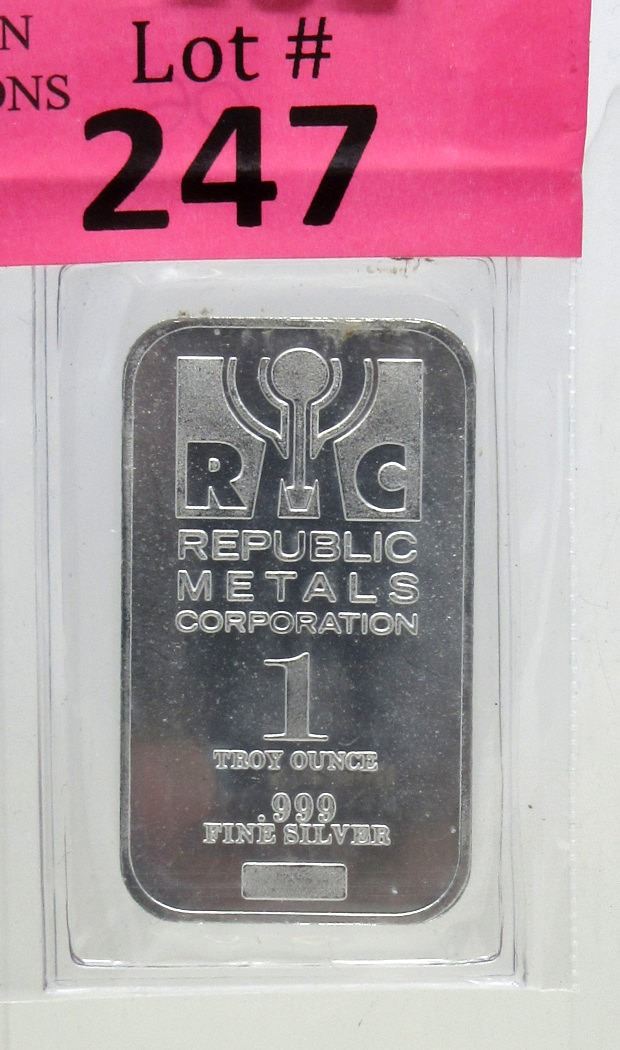 N Lot #
ONS
247
R C
REPUBLIC
METALS
CORPORATION
1
TROY OUNCE
.999
FINE SILVER